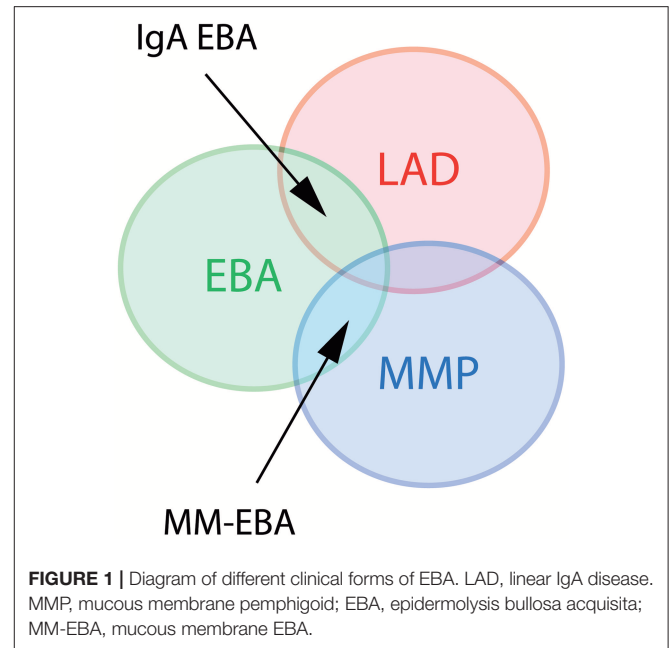 IgA EBA
LAD
EBA
MMP
MM-EBA
FIGURE 1 | Diagram of different clinical forms of EBA. LAD, linear IgA disease.
MMP, mucous membrane pemphigoid; EBA, epidermolysis bullosa acquisita;
MM-EBA, mucous membrane EBA.